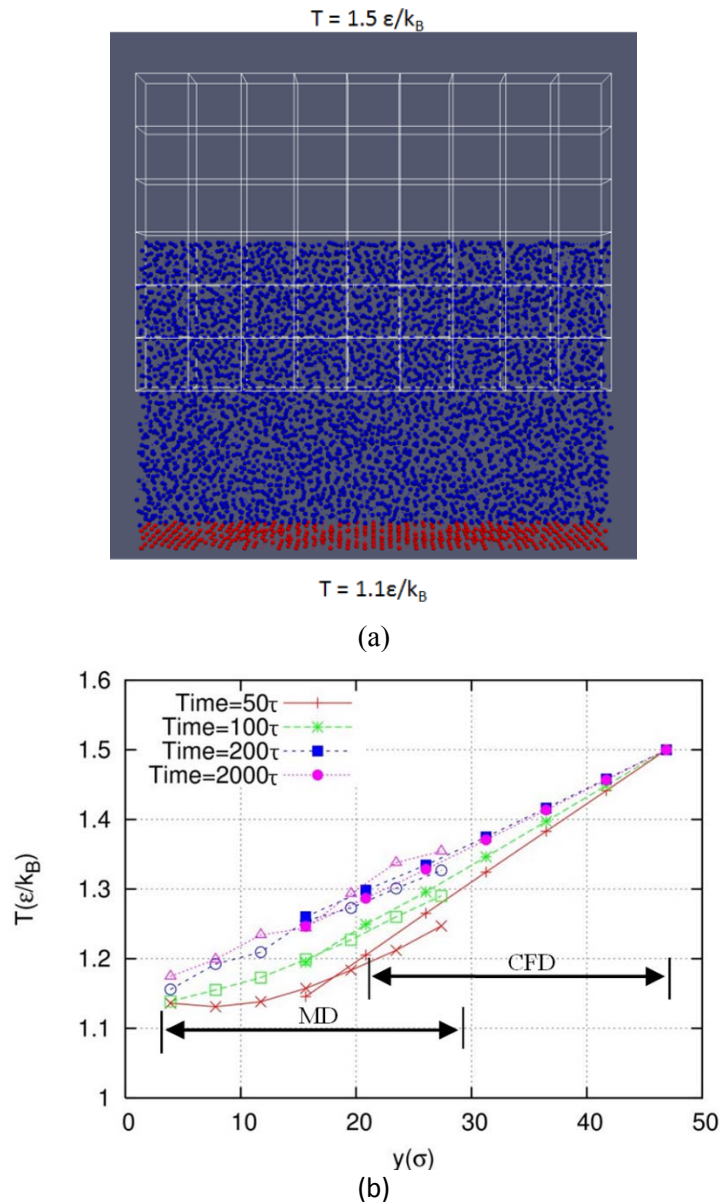 T = 1.5 ε/k_B
T = 1.1ε/k_B
(a)
1.6
1.5
1.4
1.3
1.2
1.1
1
T(ε/k_B)
Time=50τ
Time=100τ
Time=200τ
Time=2000τ
CFD
MD
0 10 20 30 40 50
y(σ)
(b)